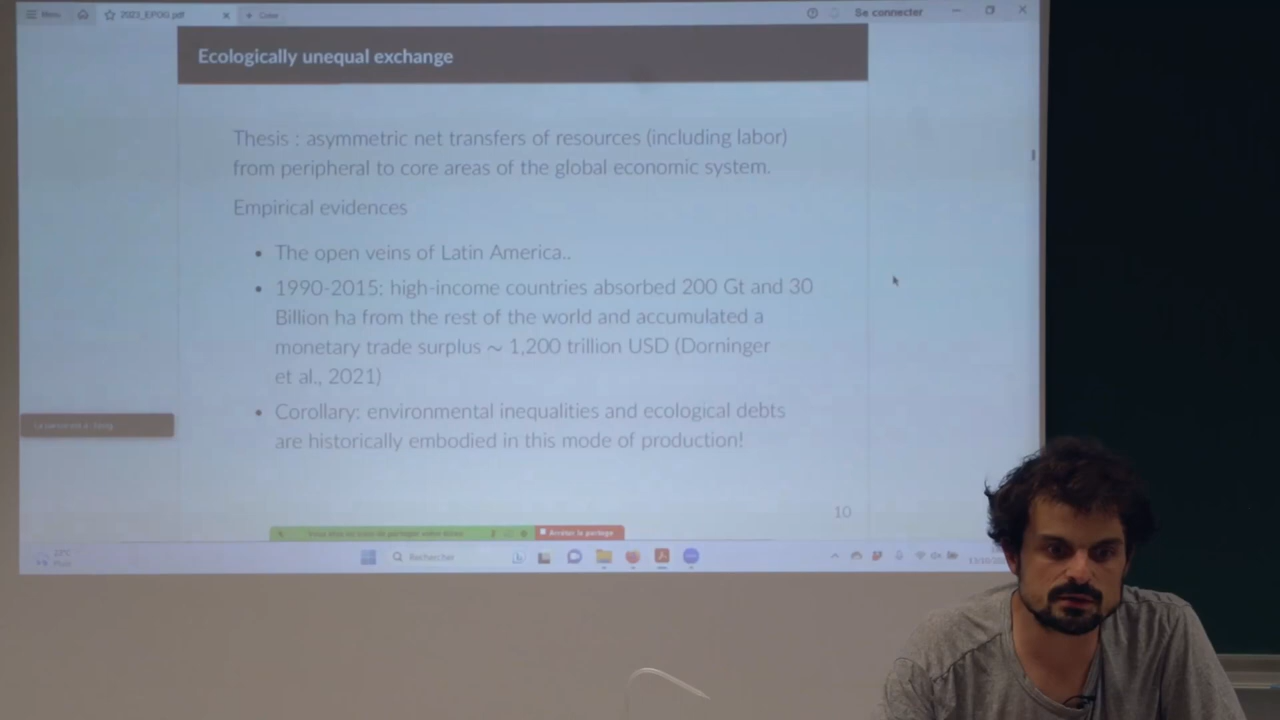 Menu
2023_EPOG.pdf
+ Créer
Se connecter
Ecologically unequal exchange
Thesis : asymmetric net transfers of resources (including labor)
from peripheral to core areas of the global economic system.
Empirical evidences
• The open veins of Latin America..
• 1990-2015: high-income countries absorbed 200 Gt and 30
Billion ha from the rest of the world and accumulated a
monetary trade surplus ~ 1,200 trillion USD (Dorninger
et al., 2021)
• Corollary: environmental inequalities and ecological debts
are historically embodied in this mode of production!
10
Arrêter le partage
22°C
Rechercher